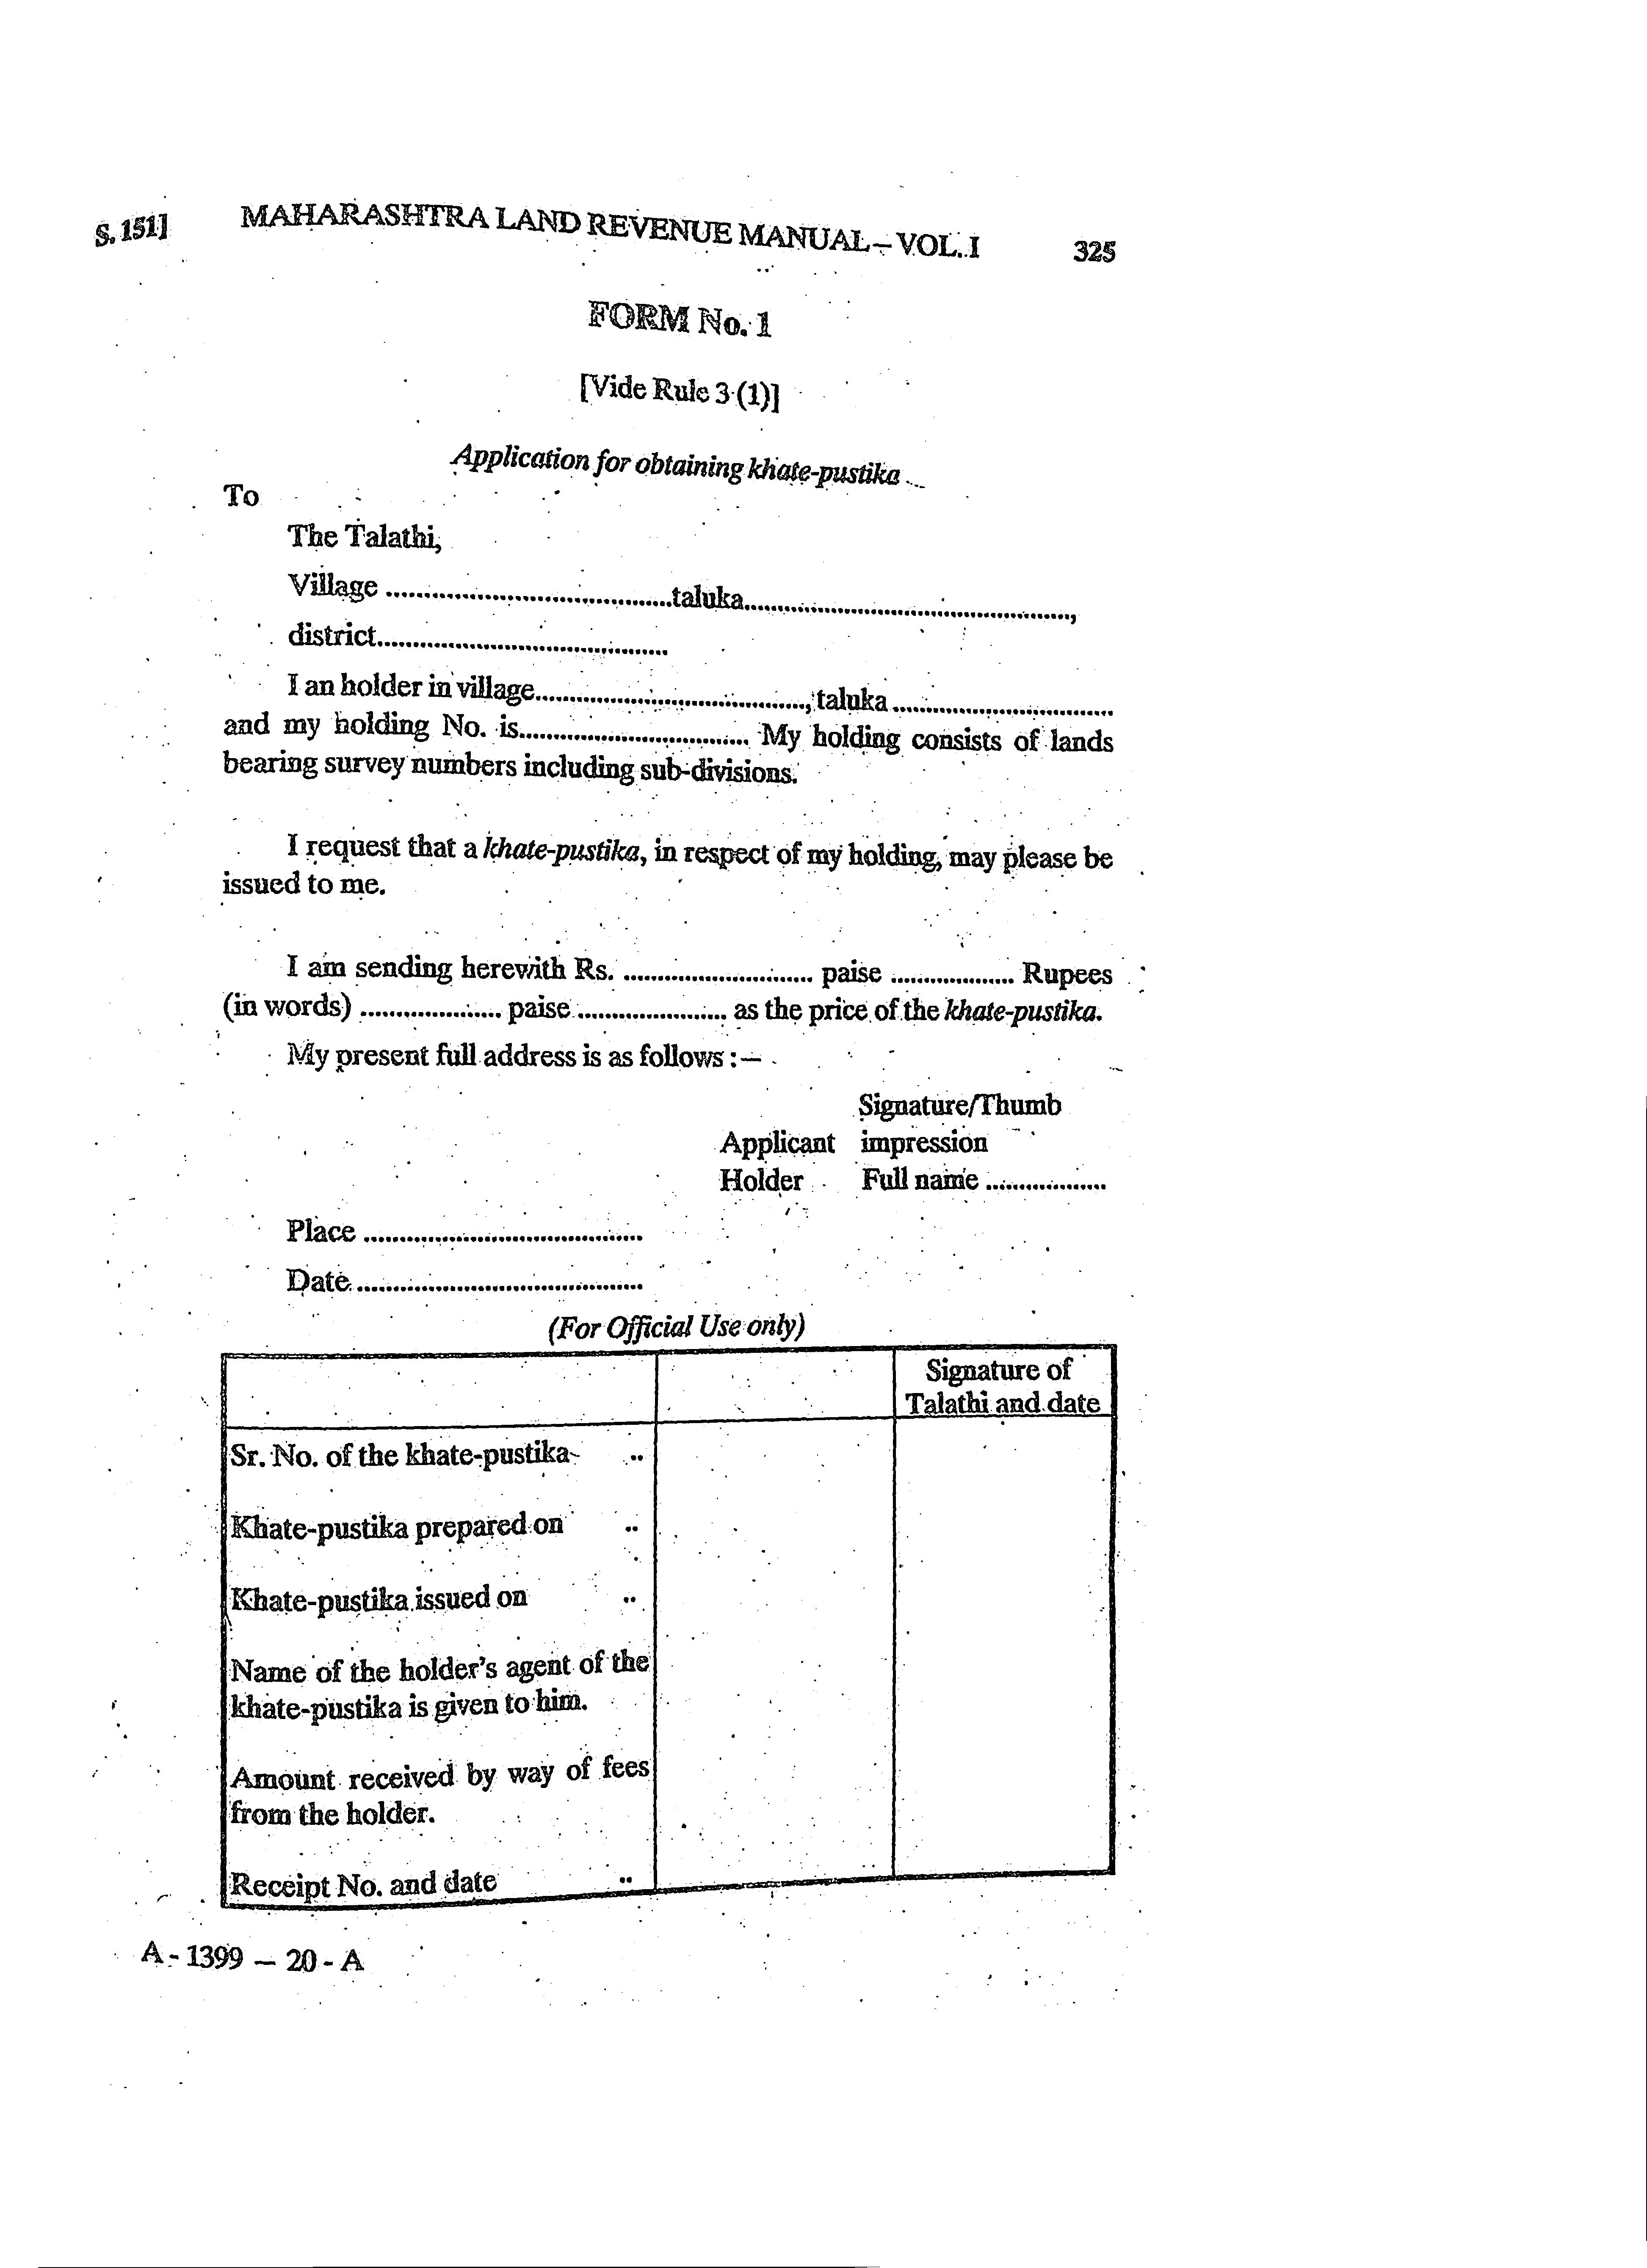 S. 151] MAHARASHTRA LAND REVENUE MANUAL – VOL. I 325
FORM No. 1
[Vide Rule 3 (1)]
Application for obtaining khate-pustika
To
The Talathi,
Village ......................................taluka............................................,
district.......................................
I an holder in village....................................., taluka ..............................
and my holding No. is............................... My holding consists of lands
bearing survey numbers including sub-divisions.
I request that a khate-pustika, in respect of my holding, may please be
issued to me.
I am sending herewith Rs. .......................... paise ................. Rupees
(in words) .................... paise ..................... as the price of the khate-pustika.
My present full address is as follows :—
Signature/Thumb
Applicant impression
Holder Full name .................
Place .......................................
Date ........................................
(For Official Use only)
Signature of
Talathi and date
Sr. No. of the khate-pustika ..
Khate-pustika prepared on ..
Khate-pustika issued on ..
Name of the holder's agent of the
khate-pustika is given to him.
Amount received by way of fees
from the holder.
Receipt No. and date ..
A - 1399 — 20 - A